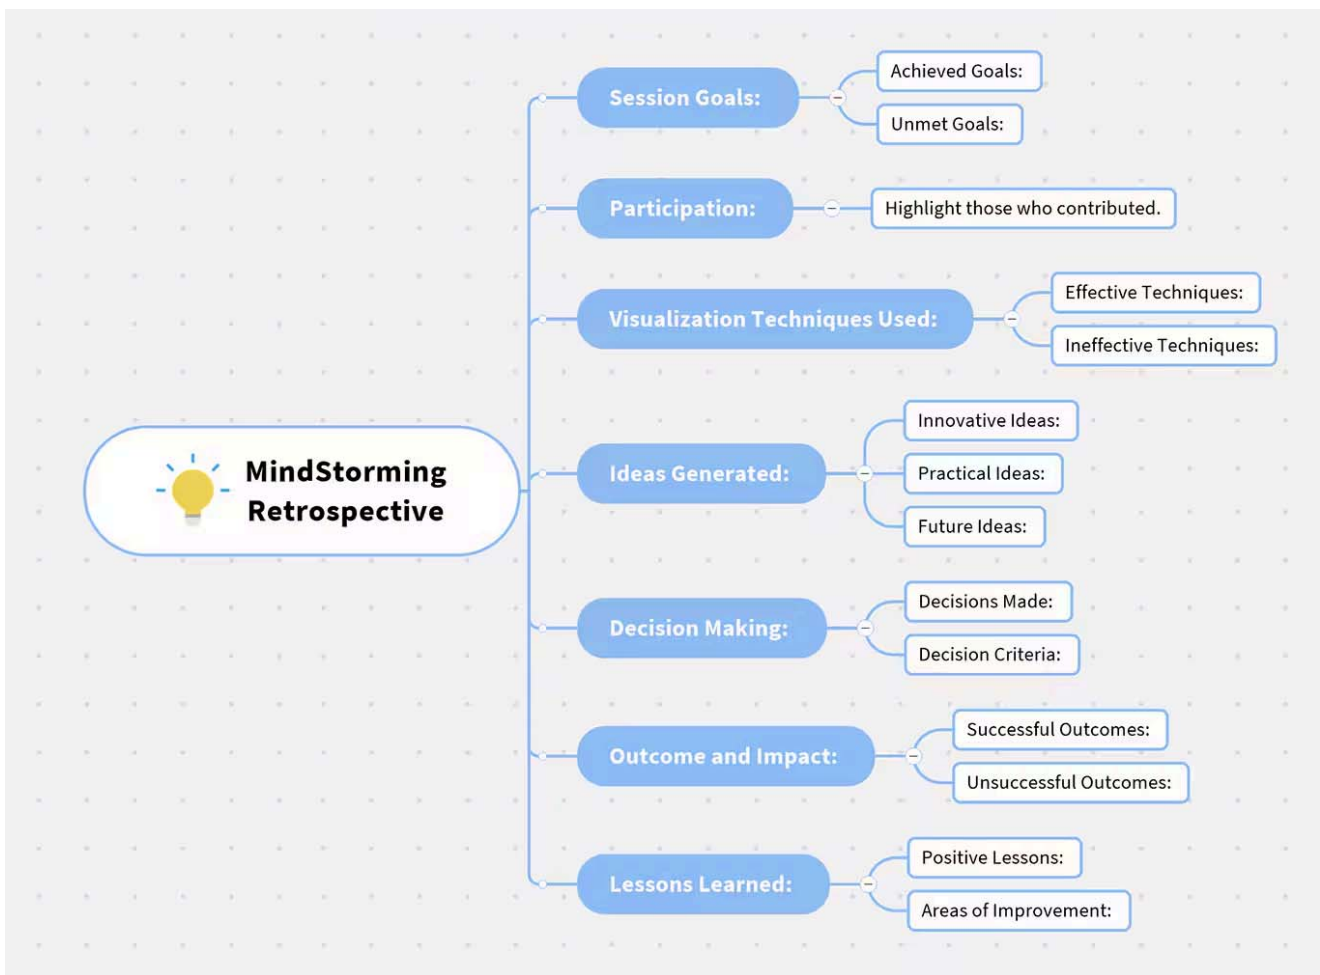 MindStorming
Retrospective
Session Goals:
Achieved Goals:
Unmet Goals:
Participation:
Highlight those who contributed.
Visualization Techniques Used:
Effective Techniques:
Ineffective Techniques:
Ideas Generated:
Innovative Ideas:
Practical Ideas:
Future Ideas:
Decision Making:
Decisions Made:
Decision Criteria:
Outcome and Impact:
Successful Outcomes:
Unsuccessful Outcomes:
Lessons Learned:
Positive Lessons:
Areas of Improvement: